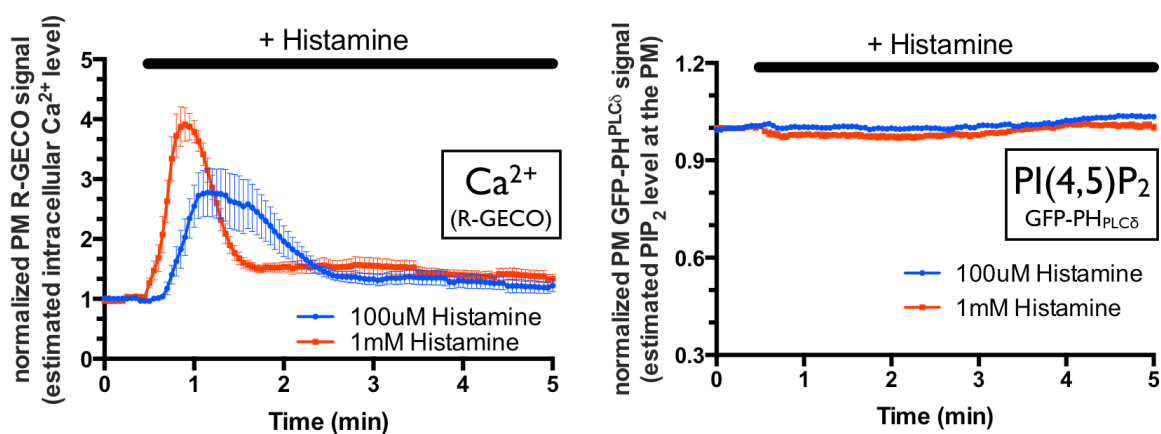 + Histamine
normalized PM R-GECO signal
(estimated intracellular Ca²⁺ level)
5
4
3
2
1
0
Ca²⁺
(R-GECO)
100uM Histamine
1mM Histamine
0 1 2 3 4 5
Time (min)
+ Histamine
normalized PM GFP-PH^PLCδ signal
(estimated PIP₂ level at the PM)
1.2
0.9
0.6
0.3
PI(4,5)P₂
GFP-PH_PLCδ
100uM Histamine
1mM Histamine
0 1 2 3 4 5
Time (min)